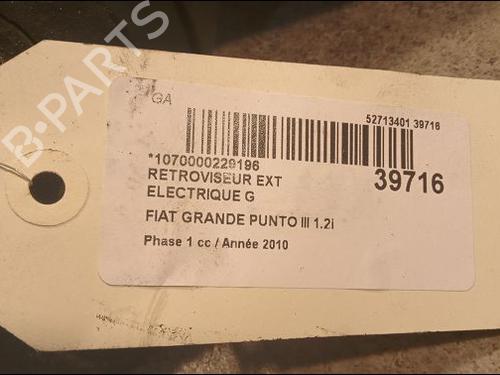 B-PARTS
GA
52713401 39716
*1070000229196
39716
RETROVISEUR EXT
ELECTRIQUE G
FIAT GRANDE PUNTO III 1.2i
Phase 1 cc / Année 2010